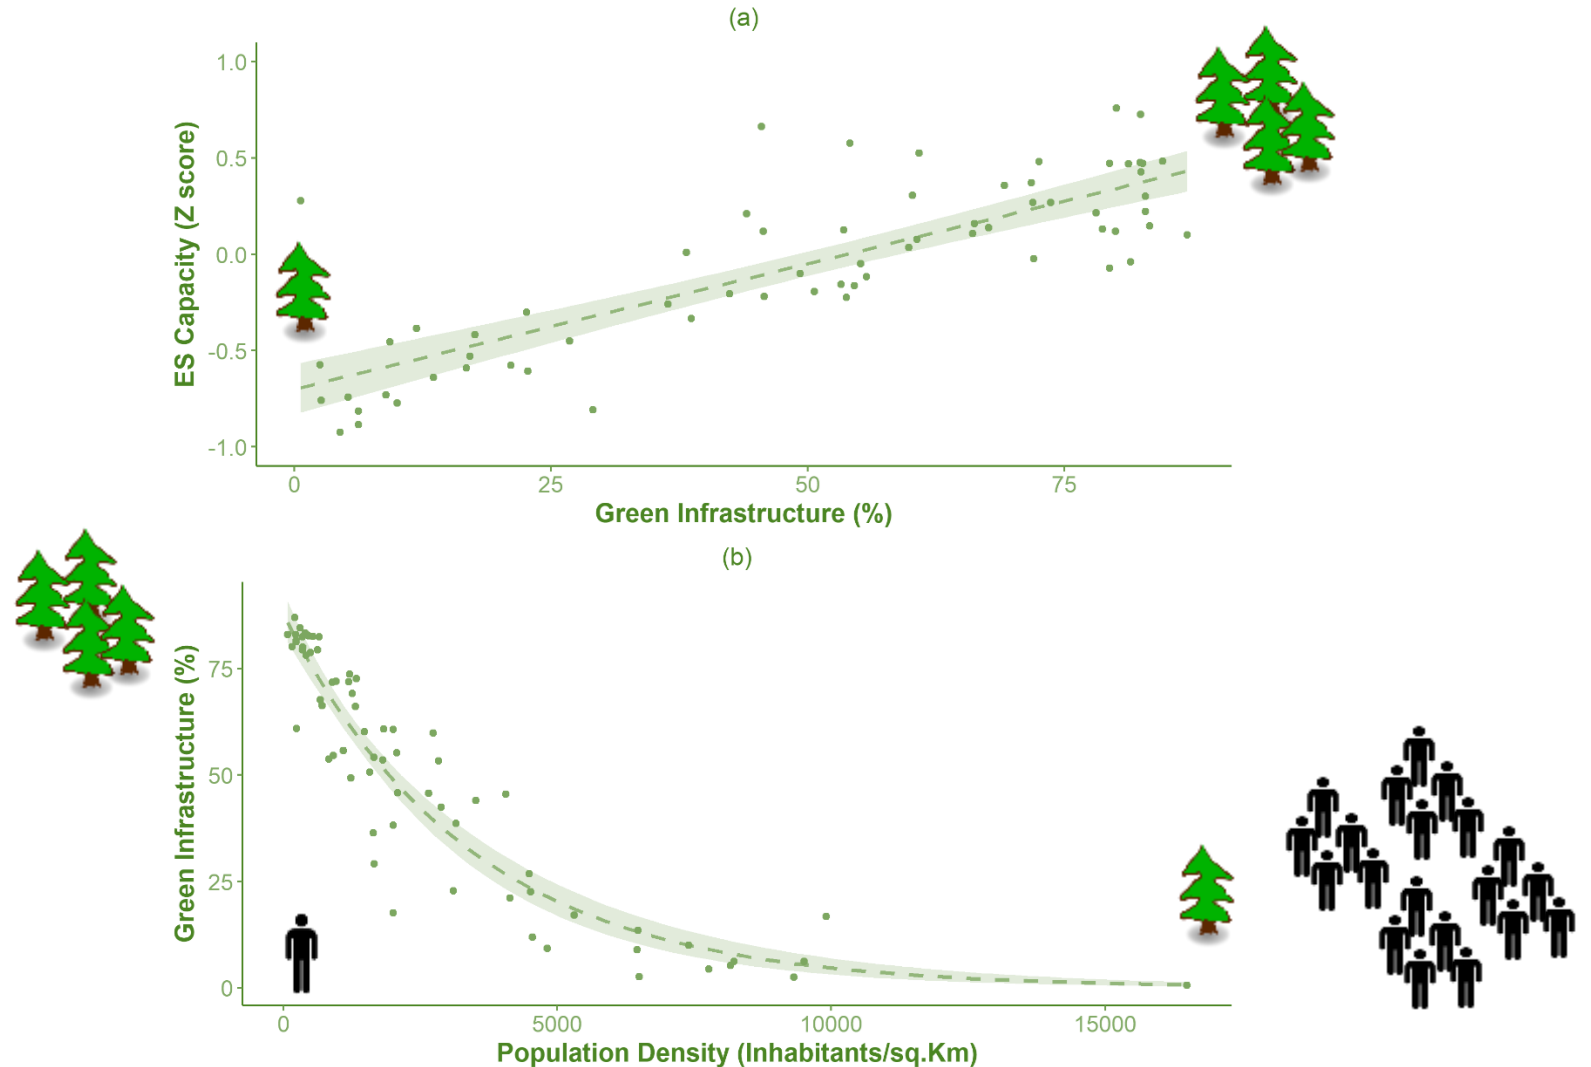 (a)
ES Capacity (Z score)
1.0
0.5
0.0
-0.5
-1.0
0 25 50 75
Green Infrastructure (%)
(b)
Green Infrastructure (%)
75
50
25
0
0 5000 10000 15000
Population Density (Inhabitants/sq.Km)